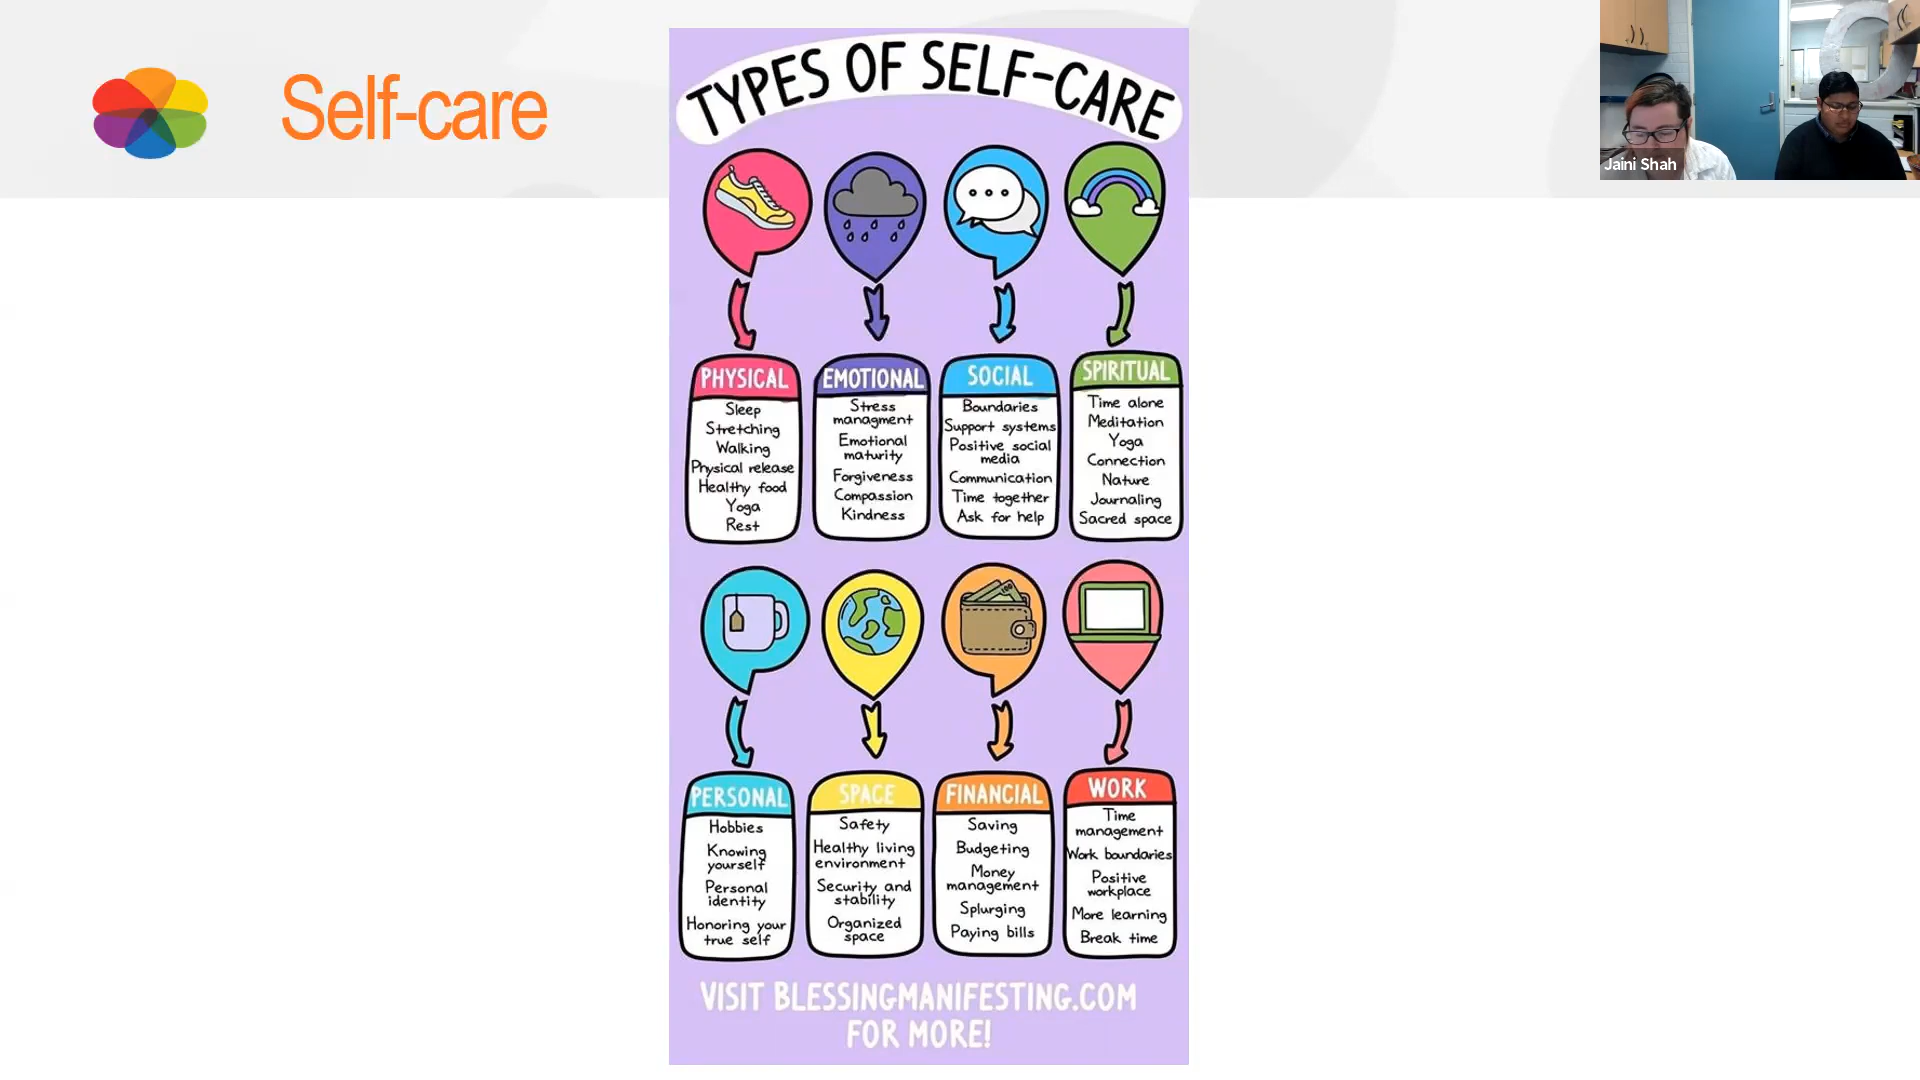 Self-care
TYPES OF SELF-CARE
Jaini Shah
PHYSICAL
Sleep
Stretching
Walking
Physical release
Healthy food
Yoga
Rest
EMOTIONAL
Stress
managment
Emotional
maturity
Forgiveness
Compassion
Kindness
SOCIAL
Boundaries
Support systems
Positive social
media
Communication
Time together
Ask for help
SPIRITUAL
Time alone
Meditation
Yoga
Connection
Nature
Journaling
Sacred space
100
PERSONAL
Hobbies
Knowing
yourself
Personal
identity
Honoring your
true self
SPACE
Safety
Healthy living
environment
Security and
stability
Organized
space
FINANCIAL
Saving
Budgeting
Money
management
Splurging
Paying bills
WORK
Time
management
Work boundaries
Positive
workplace
More learning
Break time
VISIT BLESSINGMANIFESTING.COM
FOR MORE!